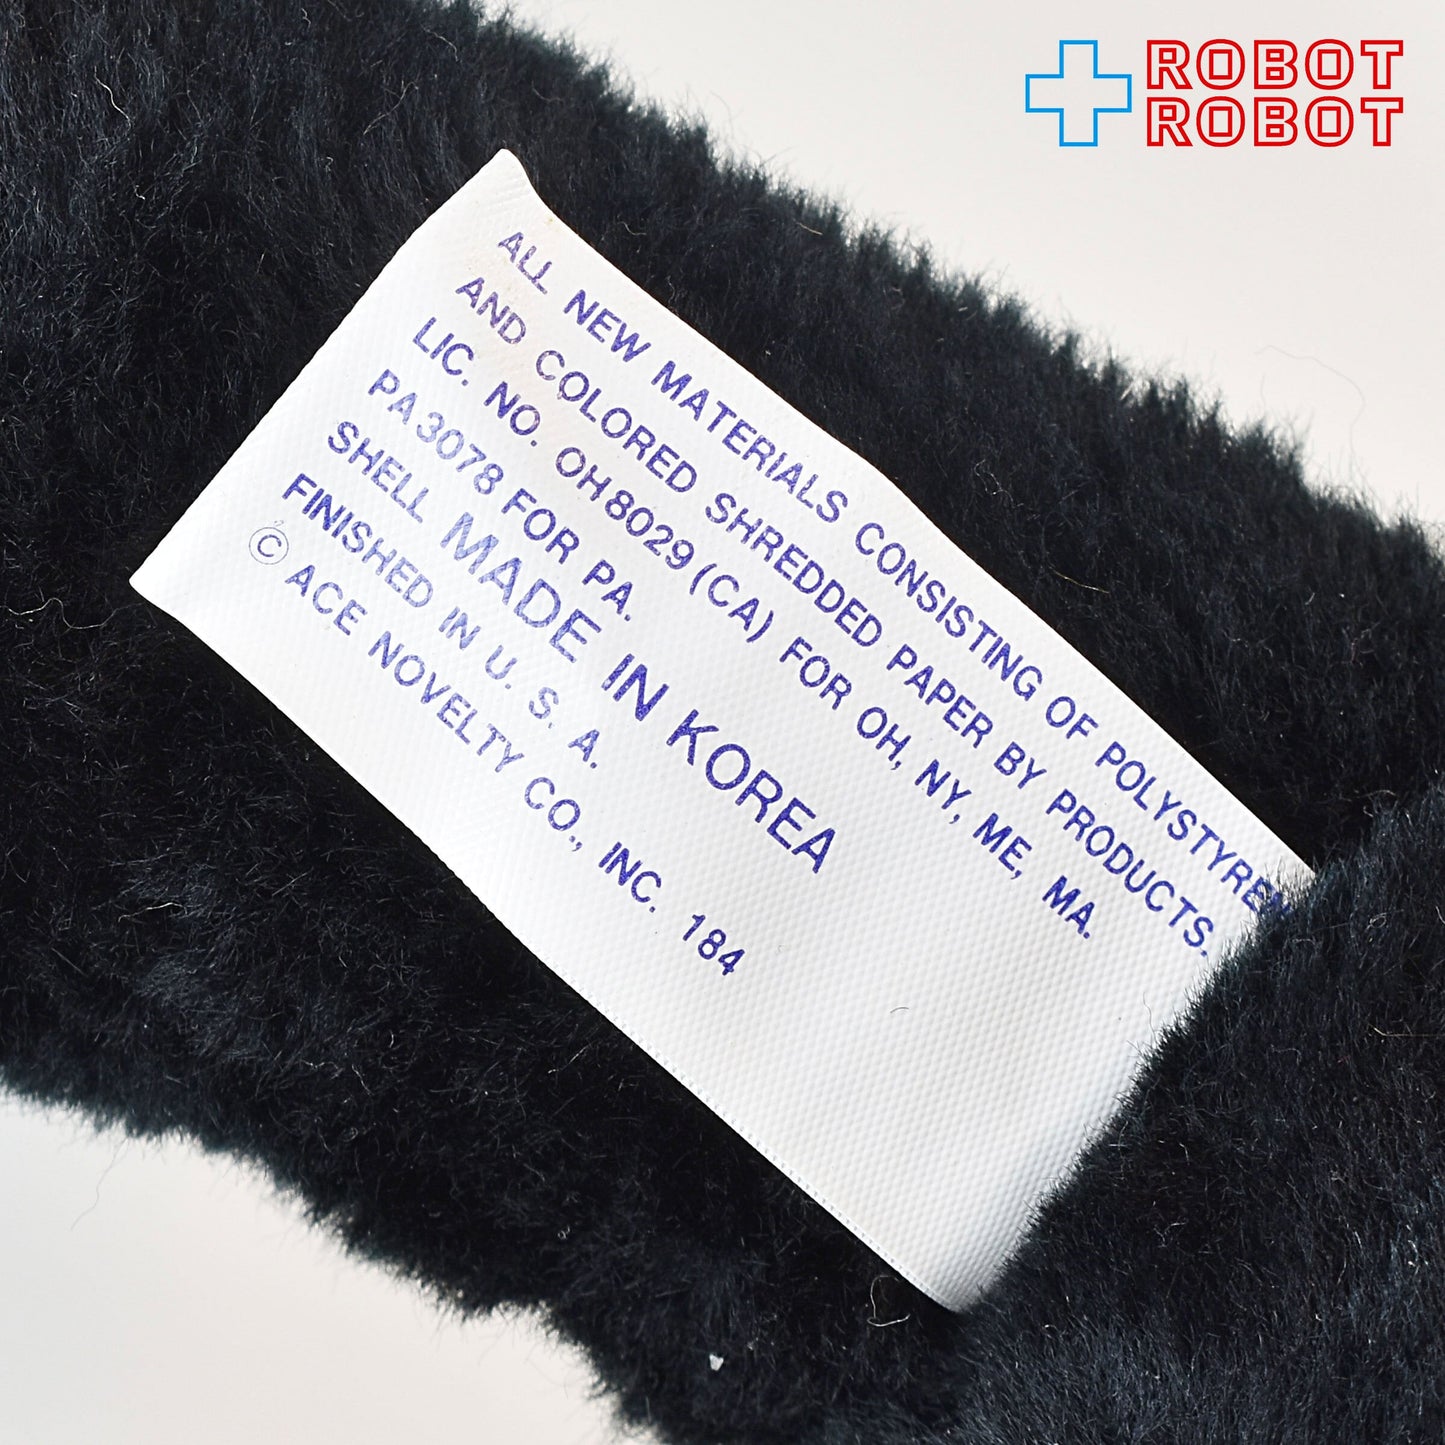 ROBOT
ROBOT
ALL NEW MATERIALS CONSISTING OF
AND COLORED SHREDDED PAPER BY PRODUCTS.
LIC. NO. OH8029 (CA) FOR OH, NY, ME, MA.
PA3078 FOR PA.
SHELL MADE IN KOREA
FINISHED IN U. S. A.
© ACE NOVELTY CO., INC. 184